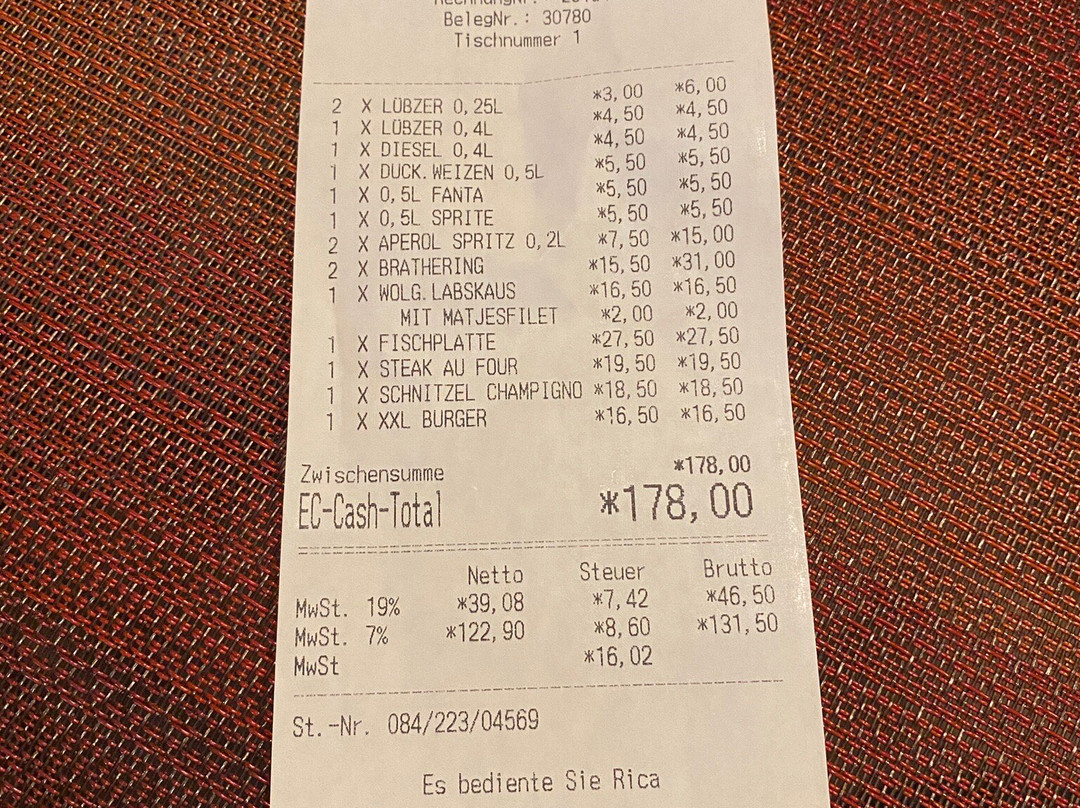 RechnungNr.:
BelegNr.: 30780
Tischnummer 1
2 X LÜBZER 0,25L *3,00 *6,00
1 X LÜBZER 0,4L *4,50 *4,50
1 X DIESEL 0,4L *4,50 *4,50
1 X DUCK.WEIZEN 0,5L *5,50 *5,50
1 X 0,5L FANTA *5,50 *5,50
1 X 0,5L SPRITE *5,50 *5,50
2 X APEROL SPRITZ 0,2L *7,50 *15,00
2 X BRATHERING *15,50 *31,00
1 X WOLG.LABSKAUS *16,50 *16,50
MIT MATJESFILET *2,00 *2,00
1 X FISCHPLATTE *27,50 *27,50
1 X STEAK AU FOUR *19,50 *19,50
1 X SCHNITZEL CHAMPIGNO *18,50 *18,50
1 X XXL BURGER *16,50 *16,50
Zwischensumme *178,00
EC-Cash-Total *178,00
Netto Steuer Brutto
MwSt. 19% *39,08 *7,42 *46,50
MwSt. 7% *122,90 *8,60 *131,50
MwSt *16,02
St.-Nr. 084/223/04569
Es bediente Sie Rica